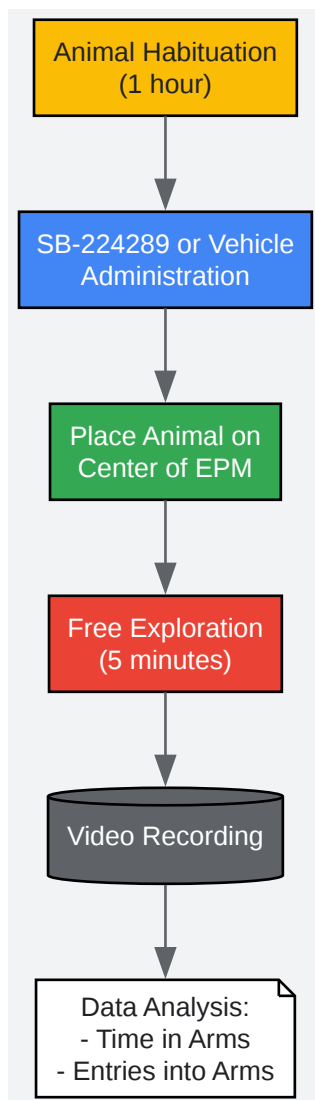 Animal Habituation
(1 hour)
SB-224289 or Vehicle
Administration
Place Animal on
Center of EPM
Free Exploration
(5 minutes)
Video Recording
Data Analysis:
- Time in Arms
- Entries into Arms